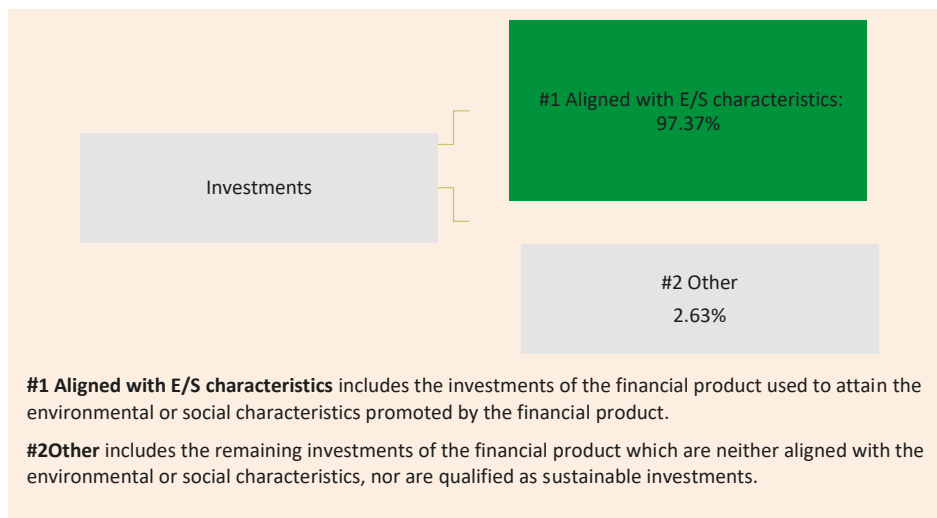 #1 Aligned with E/S characteristics:
97.37%
Investments
#2 Other
2.63%
#1 Aligned with E/S characteristics includes the investments of the financial product used to attain the
environmental or social characteristics promoted by the financial product.
#2Other includes the remaining investments of the financial product which are neither aligned with the
environmental or social characteristics, nor are qualified as sustainable investments.